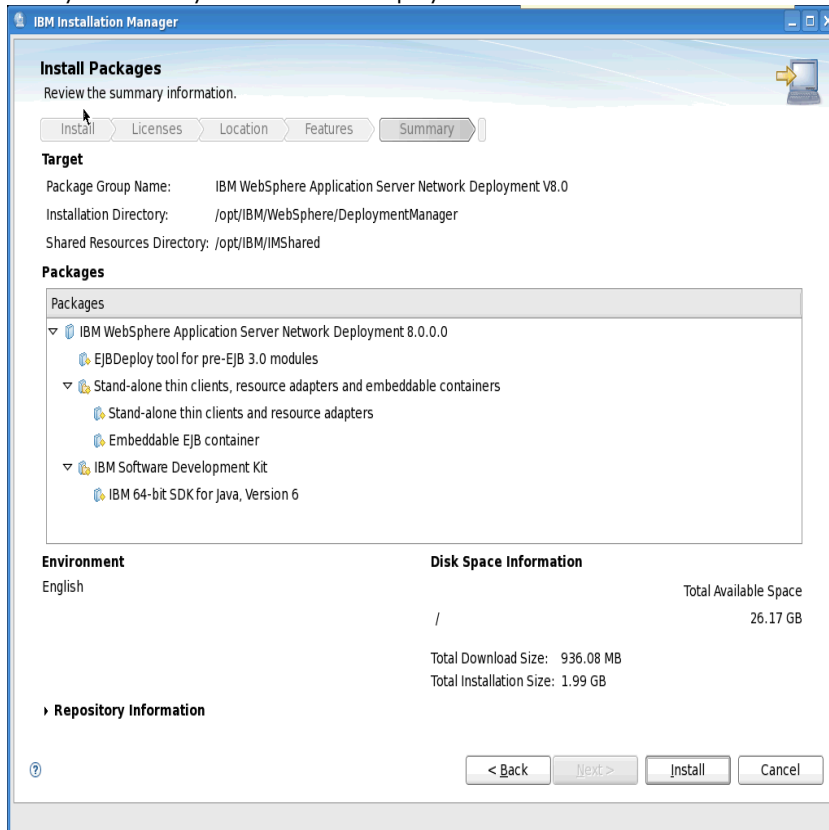 IBM Installation Manager
Install Packages
Review the summary information.
Install Licenses Location Features Summary
Target
Package Group Name: IBM WebSphere Application Server Network Deployment V8.0
Installation Directory: /opt/IBM/WebSphere/DeploymentManager
Shared Resources Directory: /opt/IBM/IMShared
Packages
Packages
IBM WebSphere Application Server Network Deployment 8.0.0.0
EJBDeploy tool for pre-EJB 3.0 modules
Stand-alone thin clients, resource adapters and embeddable containers
Stand-alone thin clients and resource adapters
Embeddable EJB container
IBM Software Development Kit
IBM 64-bit SDK for Java, Version 6
Environment Disk Space Information
English Total Available Space
/ 26.17 GB
Total Download Size: 936.08 MB
Total Installation Size: 1.99 GB
Repository Information
? < Back Next > Install Cancel